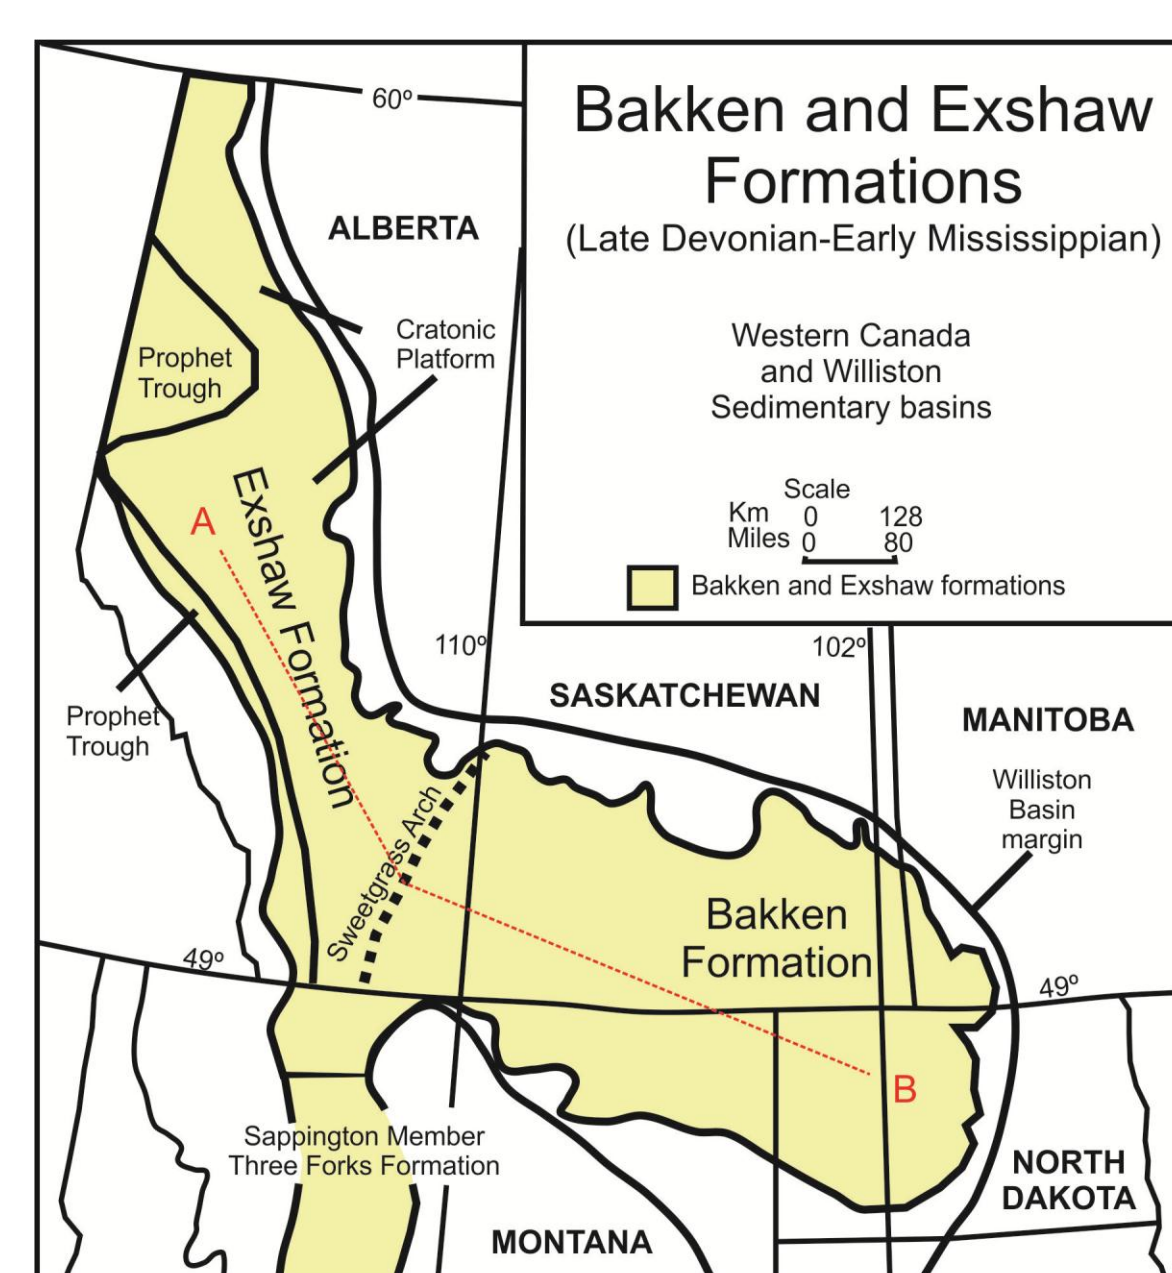 Bakken and Exshaw
Formations
(Late Devonian-Early Mississippian)
Western Canada
and Williston
Sedimentary basins
Scale
Km 0 128
Miles 0 80
Bakken and Exshaw formations
60º
ALBERTA
Cratonic
Platform
Prophet
Trough
A
Exshaw Formation
110º
102º
SASKATCHEWAN
MANITOBA
Prophet
Trough
Williston
Basin
margin
Sweetgrass Arch
Bakken
Formation
49º
49º
B
Sappington Member
Three Forks Formation
NORTH
DAKOTA
MONTANA